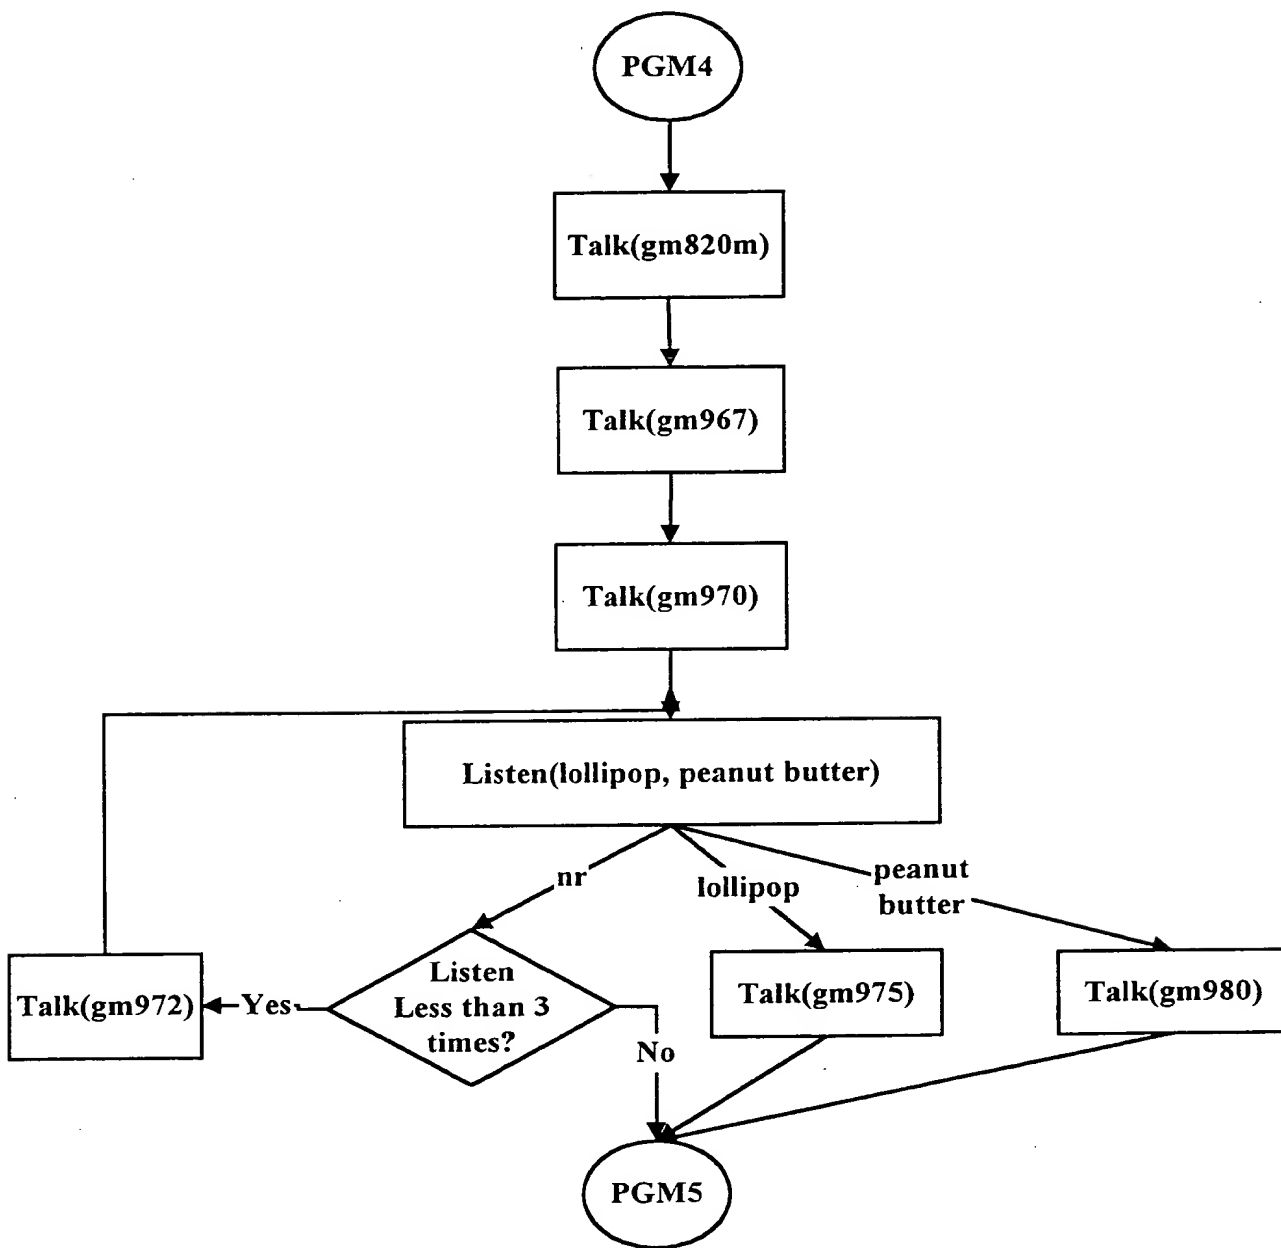 PGM4
Talk(gm820m)
Talk(gm967)
Talk(gm970)
Listen(lollipop, peanut butter)
nr
lollipop
peanut
butter
Talk(gm972)
Yes
Listen
Less than 3
times?
No
Talk(gm975)
Talk(gm980)
PGM5